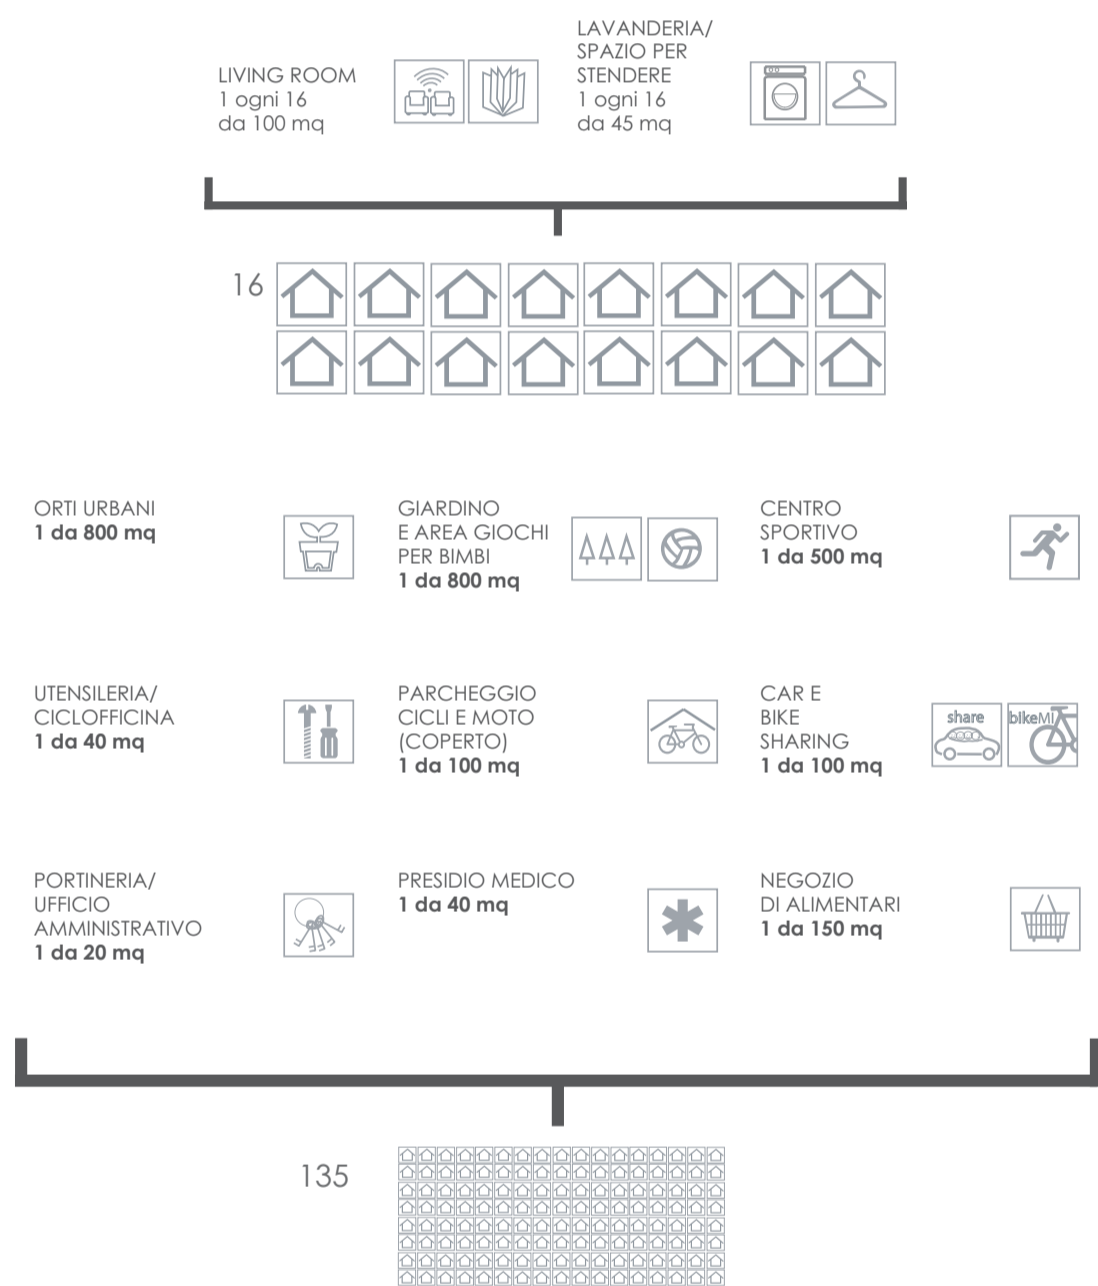 LIVING ROOM
1 ogni 16
da 100 mq
LAVANDERIA/
SPAZIO PER
STENDERE
1 ogni 16
da 45 mq
16
ORTI URBANI
1 da 800 mq
GIARDINO
E AREA GIOCHI
PER BIMBI
1 da 800 mq
CENTRO
SPORTIVO
1 da 500 mq
UTENSILERIA/
CICLOFFICINA
1 da 40 mq
PARCHEGGIO
CICLI E MOTO
(COPERTO)
1 da 100 mq
CAR E
BIKE
SHARING
1 da 100 mq
share
bikeMi
PORTINERIA/
UFFICIO
AMMINISTRATIVO
1 da 20 mq
PRESIDIO MEDICO
1 da 40 mq
NEGOZIO
DI ALIMENTARI
1 da 150 mq
135